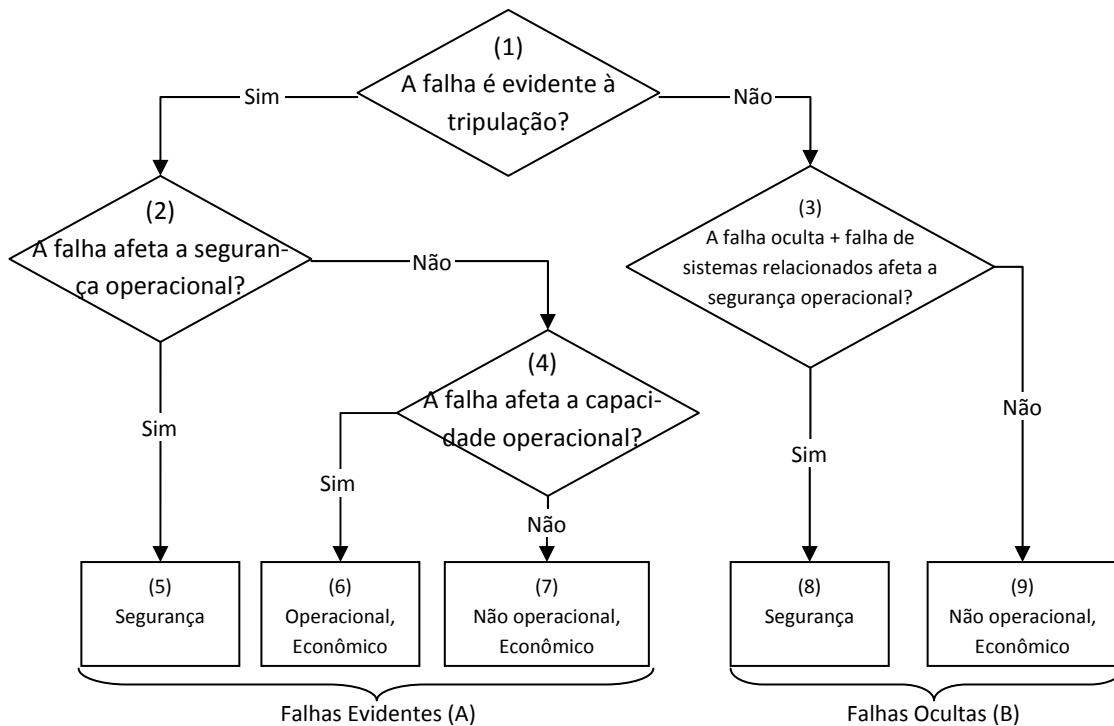 (1)
A falha é evidente à
tripulação?
Sim
Não
(2)
A falha afeta a seguran-
ça operacional?
Não
(3)
A falha oculta + falha de
sistemas relacionados afeta a
segurança operacional?
(4)
A falha afeta a capaci-
dade operacional?
Sim
Sim
Não
Sim
Não
(5)
Segurança
(6)
Operacional,
Econômico
(7)
Não operacional,
Econômico
(8)
Segurança
(9)
Não operacional,
Econômico
Falhas Evidentes (A)
Falhas Ocultas (B)